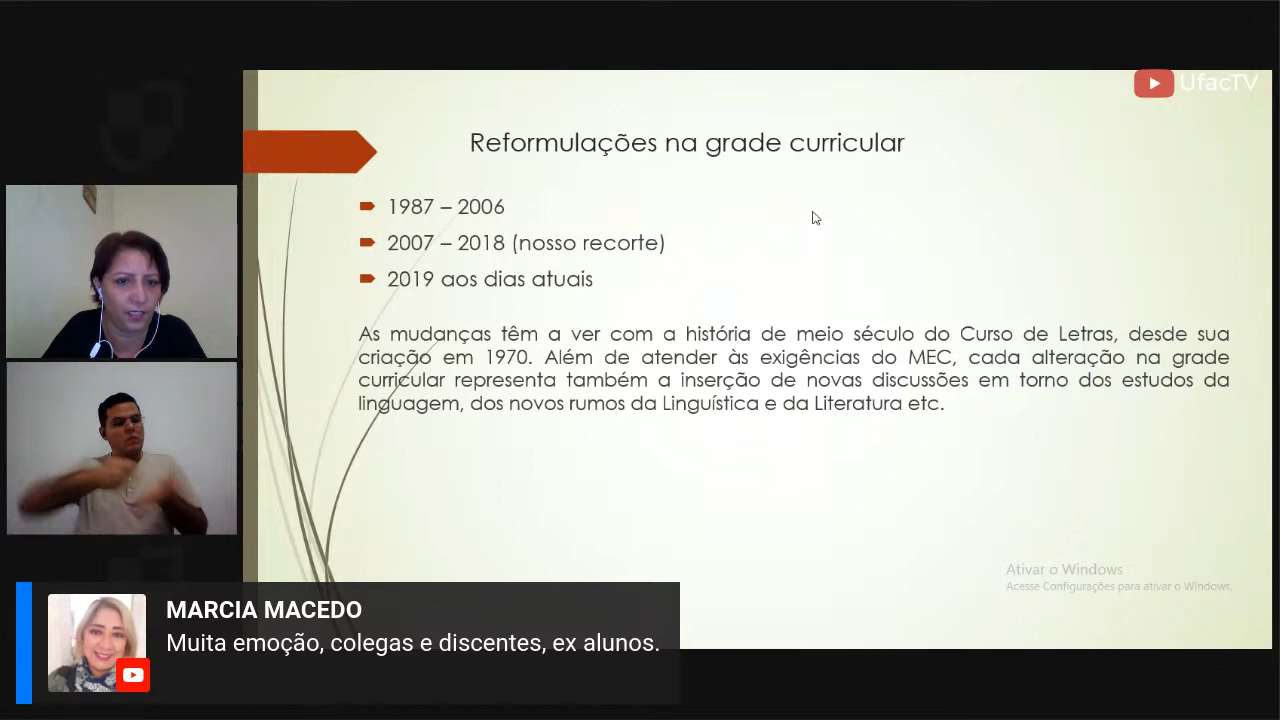 UfacTV
Reformulações na grade curricular
1987 – 2006
2007 – 2018 (nosso recorte)
2019 aos dias atuais
As mudanças têm a ver com a história de meio século do Curso de Letras, desde sua
criação em 1970. Além de atender às exigências do MEC, cada alteração na grade
curricular representa também a inserção de novas discussões em torno dos estudos da
linguagem, dos novos rumos da Linguística e da Literatura etc.
Ativar o Windows
Acesse Configurações para ativar o Windows.
MARCIA MACEDO
Muita emoção, colegas e discentes, ex alunos.